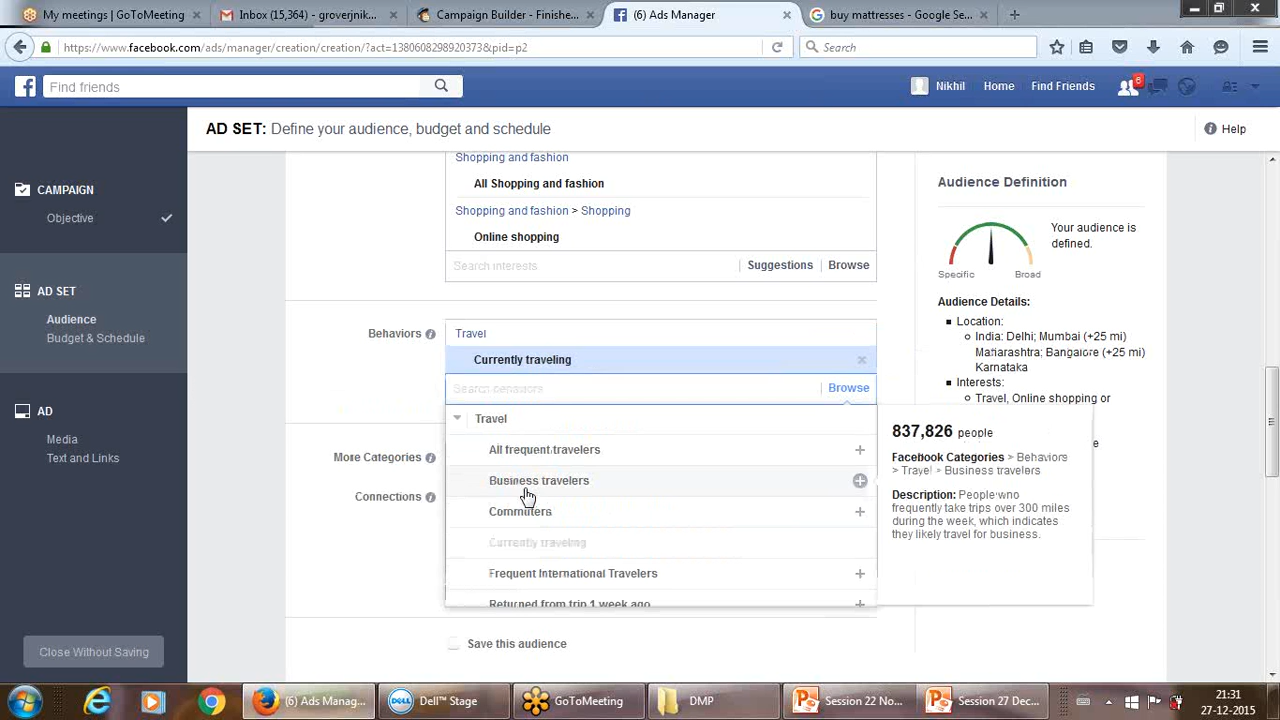 My meetings | GoToMeeting
Inbox (15,364) - groverjnik...
Campaign Builder - Finishe...
(6) Ads Manager
buy mattresses - Google Se...
https://www.facebook.com/ads/manager/creation/creation/?act=138060828920373&pid=p2
Search
Find friends
Nikhil
Home
Find Friends
6
AD SET: Define your audience, budget and schedule
Help
CAMPAIGN
Objective
AD SET
Audience
Budget & Schedule
AD
Media
Text and Links
Close Without Saving
Shopping and fashion
All Shopping and fashion
Shopping and fashion > Shopping
Online shopping
Search interests
Suggestions
Browse
Behaviors
Travel
Currently traveling
Search behaviors
Browse
Travel
All frequent travelers
Business travelers
Commuters
Currently traveling
Frequent International Travelers
Returned from trip 1 week ago
More Categories
Connections
Save this audience
Audience Definition
Your audience is
defined.
Specific
Broad
Audience Details:
Location:
India: Delhi; Mumbai (+25 mi)
Maharashtra; Bangalore (+25 mi)
Karnataka
Interests:
Travel, Online shopping or
837,826 people
Facebook Categories > Behaviors
> Travel > Business travelers
Description: People who
frequently take trips over 300 miles
during the week, which indicates
they likely travel for business.
(6) Ads Manag...
Dell™ Stage
GoToMeeting
DMP
Session 22 No...
Session 27 Dec...
21:31
27-12-2015